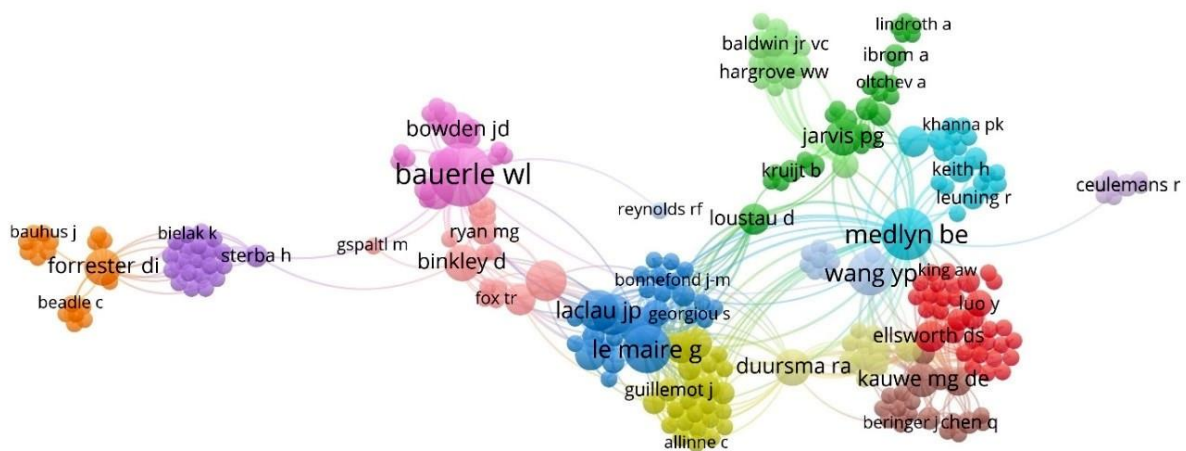 lindroth a
baldwin jr vc
ibrom a
hargrove ww
oltchev a
bowden jd
jarvis pg
khanna pk
bauerle wl
kruijt b
keith h
ceulemans r
leuning r
reynolds rf
loustau d
bauhus j
bielak k
medlyn be
gspaltl m
ryan mg
sterba h
forrester di
binkley d
bonnefond j-m
wang yp
king aw
beadle c
fox tr
laclau jp
georgiou s
luo y
ellsworth ds
le maire g
duursma ra
kauwe mg de
guillemot j
beringer j
chen q
allinne c